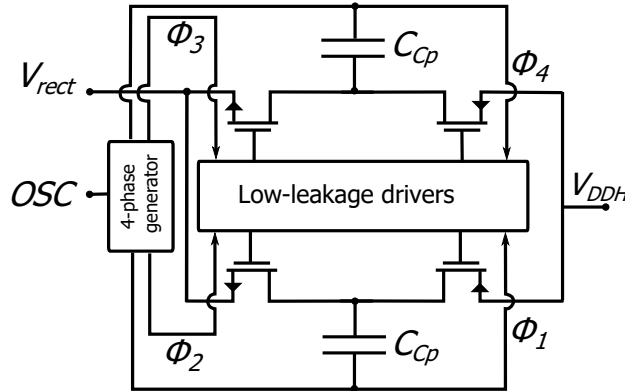 Φ3
CCp
Φ4
Vrect
OSC
4-phase
generator
Low-leakage drivers
VDDH
Φ2
CCp
Φ1